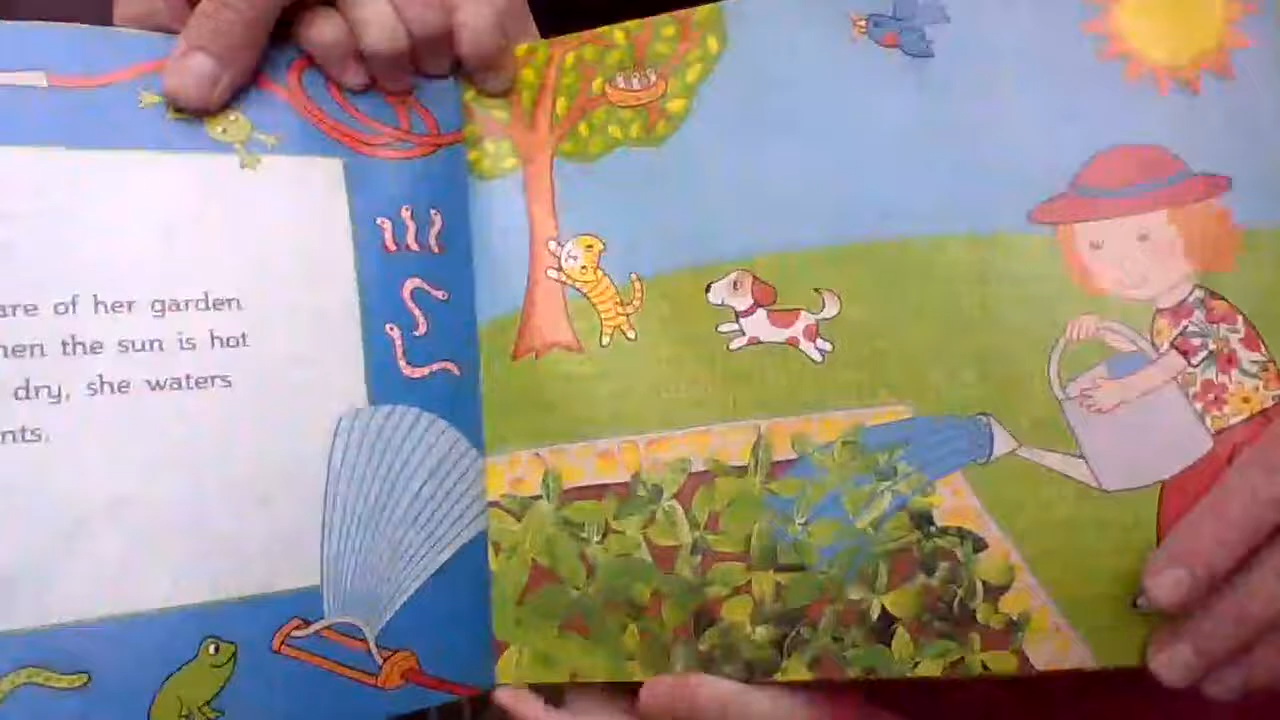 are of her garden
hen the sun is hot
dry, she waters
nts.